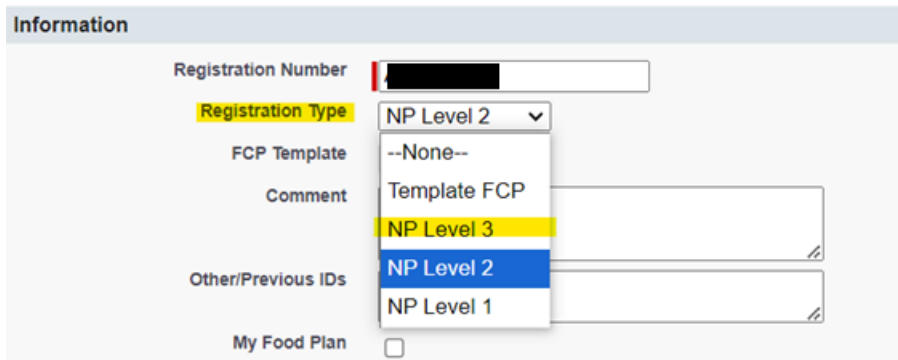 Information
Registration Number
Registration Type NP Level 2
FCP Template --None--
Template FCP
Comment
NP Level 3
NP Level 2
Other/Previous IDs
NP Level 1
My Food Plan